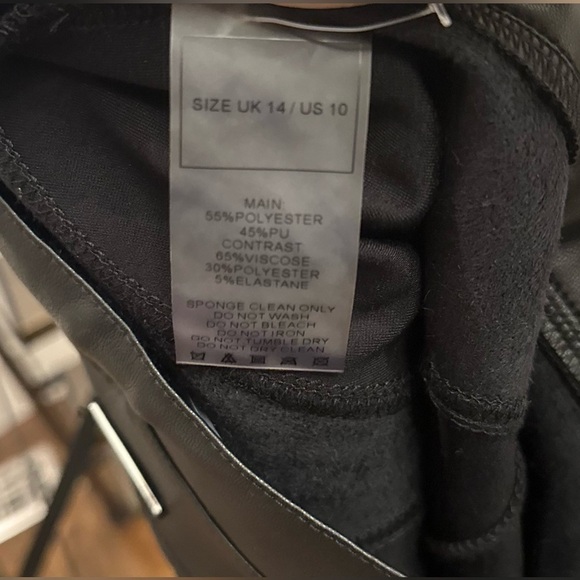 SIZE UK 14 / US 10
MAIN:
55%POLYESTER
45%PU
CONTRAST:
65%VISCOSE
30%POLYESTER
5%ELASTANE
SPONGE CLEAN ONLY
DO NOT WASH
DO NOT BLEACH
DO NOT IRON
DO NOT TUMBLE DRY
DO NOT DRY CLEAN